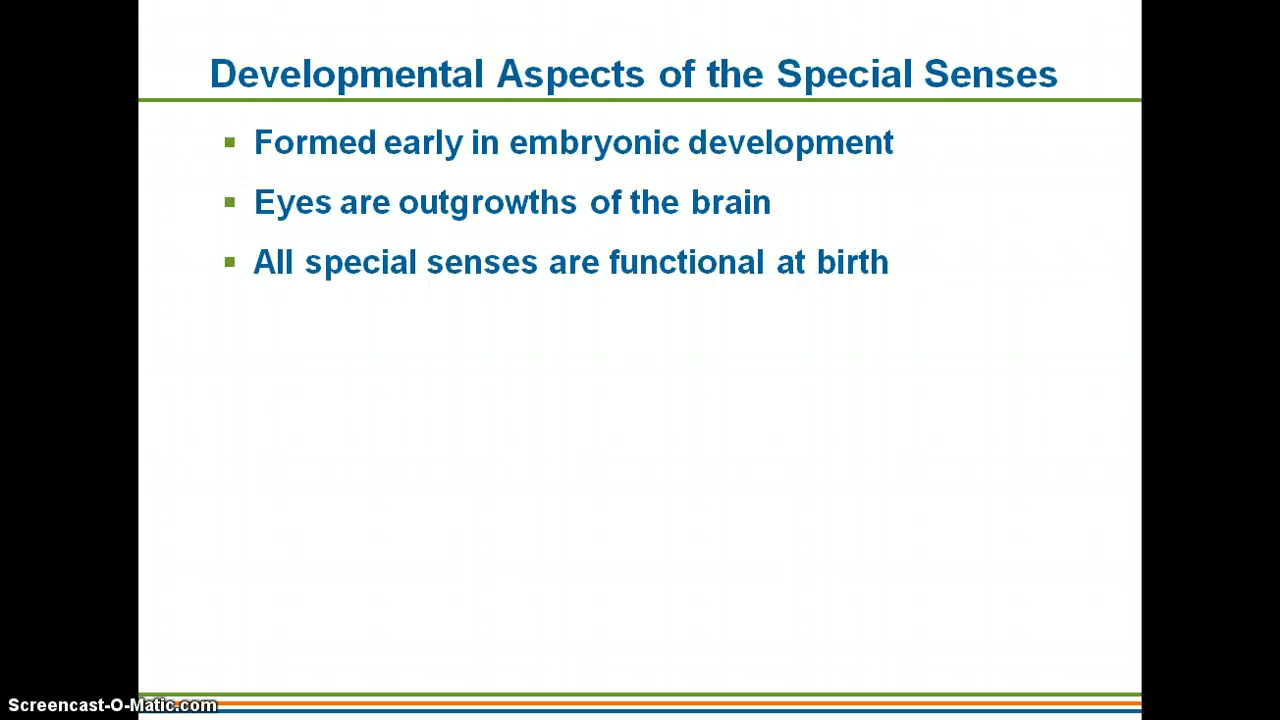 Developmental Aspects of the Special Senses
Formed early in embryonic development
Eyes are outgrowths of the brain
All special senses are functional at birth
Screencast-O-Matic.com